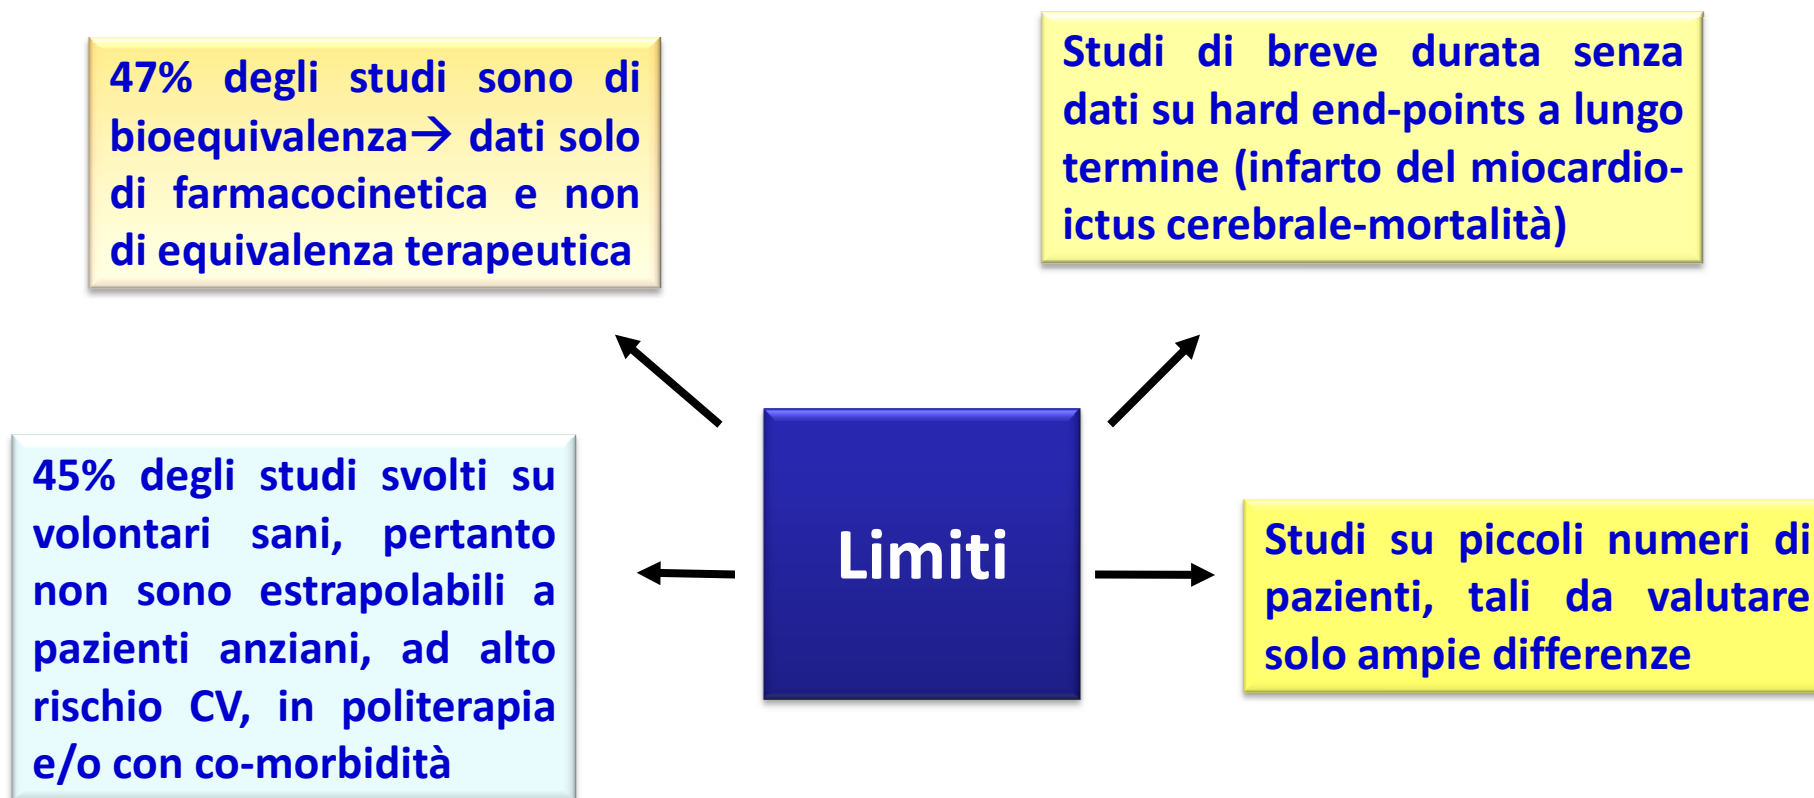 47% degli studi sono di
bioequivalenza→ dati solo
di farmacocinetica e non
di equivalenza terapeutica
Studi di breve durata senza
dati su hard end-points a lungo
termine (infarto del miocardio-
ictus cerebrale-mortalità)
45% degli studi svolti su
volontari sani, pertanto
non sono estrapolabili a
pazienti anziani, ad alto
rischio CV, in politerapia
e/o con co-morbidità
Limiti
Studi su piccoli numeri di
pazienti, tali da valutare
solo ampie differenze